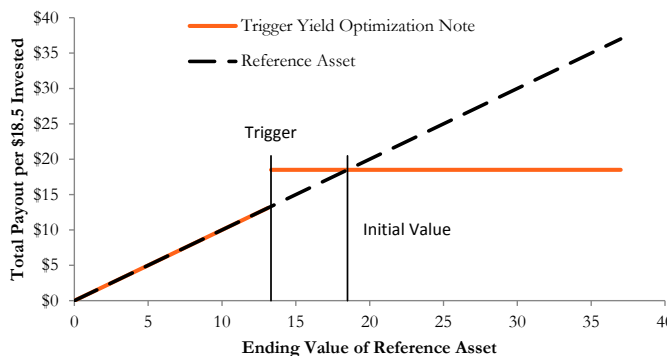 Trigger Yield Optimization Note
Reference Asset
Total Payout per $18.5 Invested
$40
$35
$30
$25
$20
$15
$10
$5
$0
Trigger
Initial Value
0 5 10 15 20 25 30 35 40
Ending Value of Reference Asset